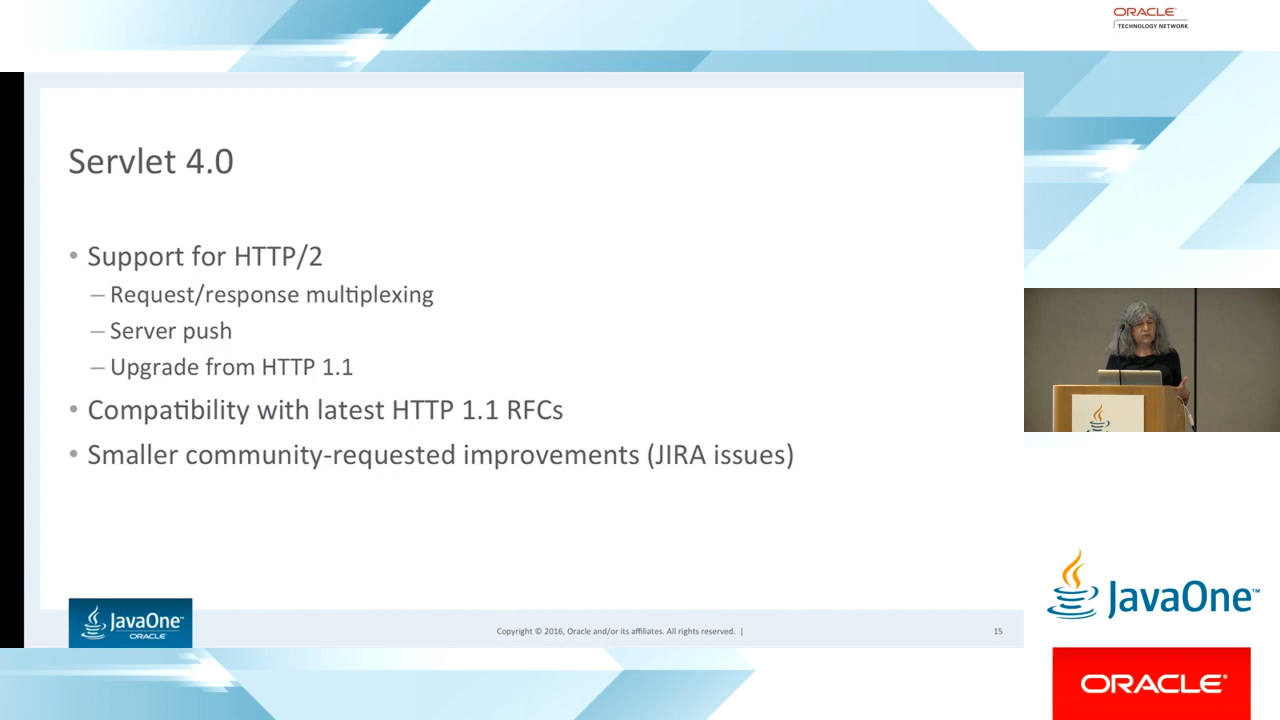 ORACLE
TECHNOLOGY NETWORK
Servlet 4.0
• Support for HTTP/2
– Request/response multiplexing
– Server push
– Upgrade from HTTP 1.1
• Compatibility with latest HTTP 1.1 RFCs
• Smaller community-requested improvements (JIRA issues)
JavaOne™
ORACLE
Copyright © 2016, Oracle and/or its affiliates. All rights reserved. |
15
JavaOne™
ORACLE®